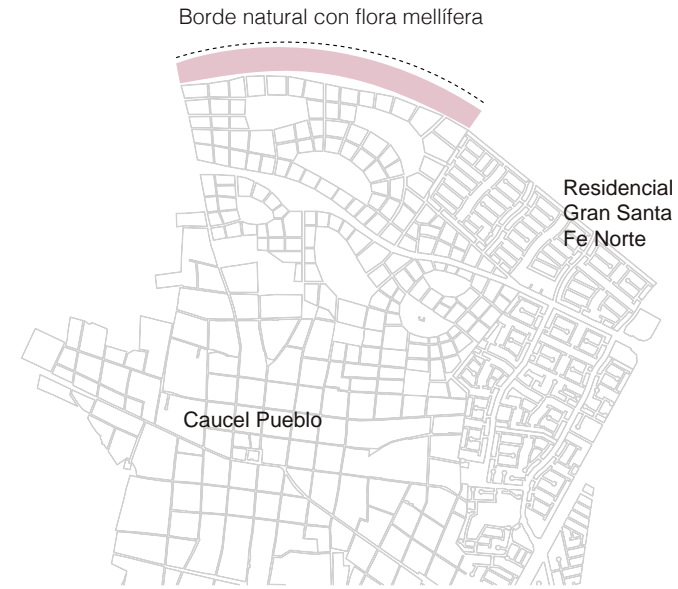 Borde natural con flora mellífera
Residencial
Gran Santa
Fe Norte
Caucel Pueblo